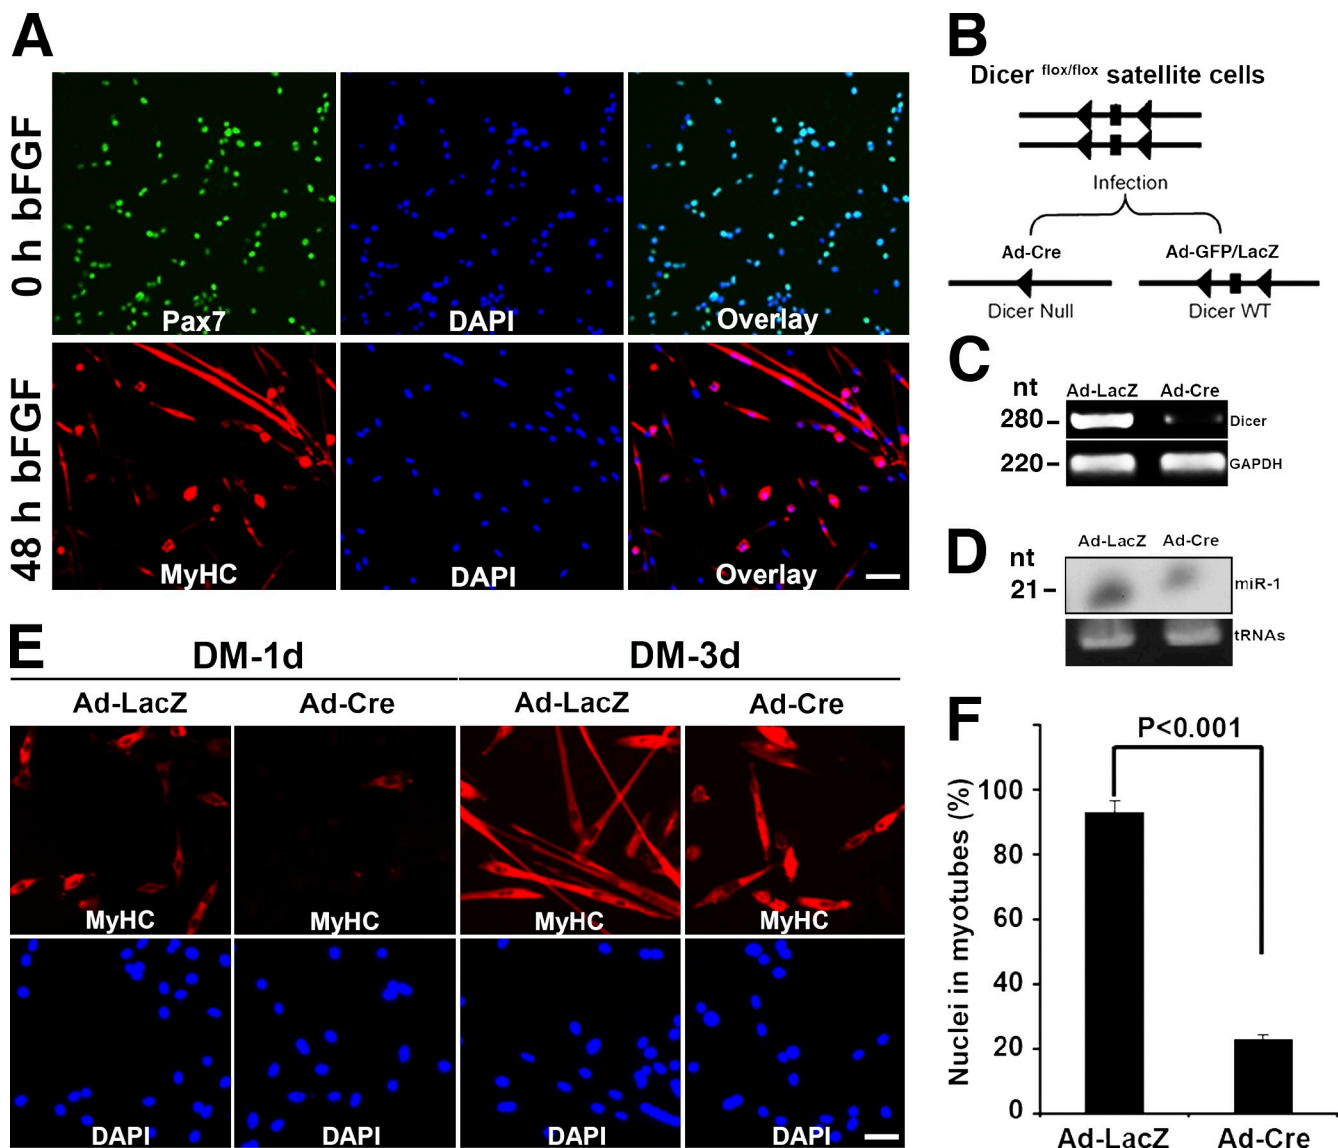 A
0 h bFGF
Pax7
DAPI
Overlay
48 h bFGF
MyHC
DAPI
Overlay
B
Dicer flox/flox satellite cells
Infection
Ad-Cre
Ad-GFP/LacZ
Dicer Null
Dicer WT
C
nt
Ad-LacZ
Ad-Cre
280
Dicer
220
GAPDH
D
nt
Ad-LacZ
Ad-Cre
21
miR-1
tRNAs
E
DM-1d
DM-3d
Ad-LacZ
Ad-Cre
Ad-LacZ
Ad-Cre
MyHC
MyHC
MyHC
MyHC
DAPI
DAPI
DAPI
DAPI
F
P<0.001
Nuclei in myotubes (%)
100
80
60
40
20
0
Ad-LacZ
Ad-Cre